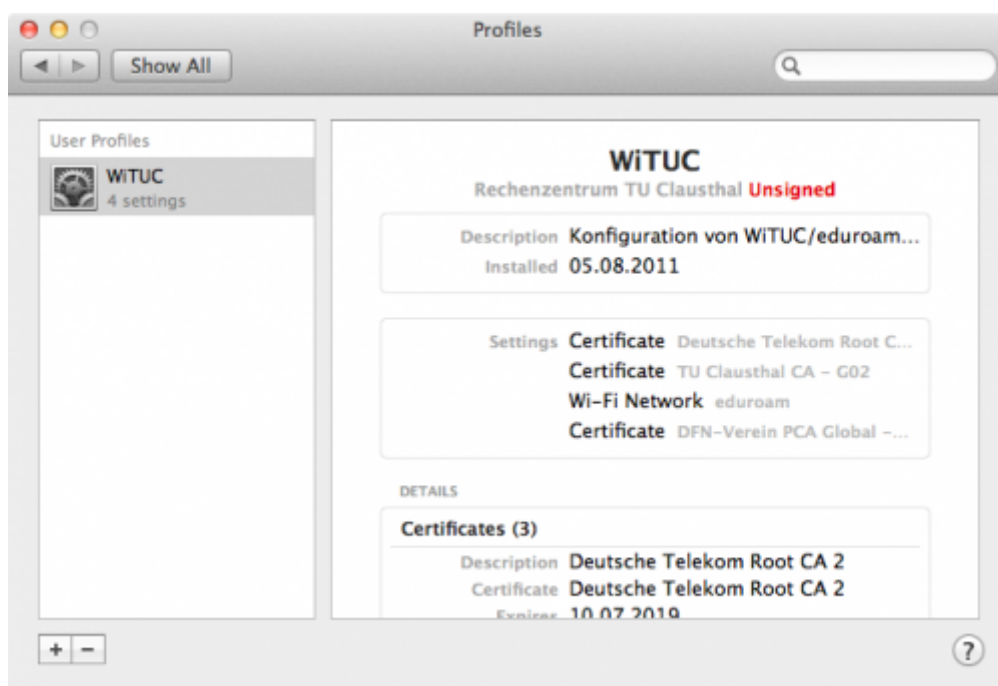 Profiles
Show All
User Profiles
WiTUC
4 settings
WiTUC
Rechenzentrum TU Clausthal Unsigned
Description Konfiguration von WiTUC/eduroam...
Installed 05.08.2011
Settings Certificate Deutsche Telekom Root C...
Certificate TU Clausthal CA - G02
Wi-Fi Network eduroam
Certificate DFN-Verein PCA Global -...
DETAILS
Certificates (3)
Description Deutsche Telekom Root CA 2
Certificate Deutsche Telekom Root CA 2
Expires 10.07.2019
+ -
?